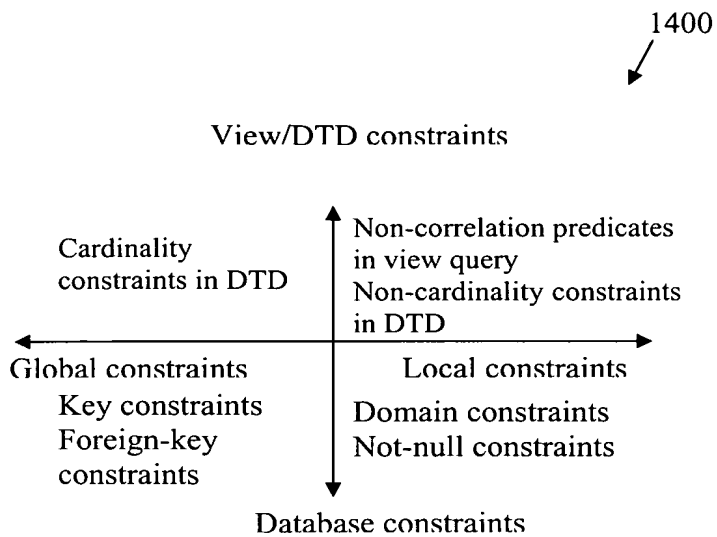 1400
View/DTD constraints
Cardinality
constraints in DTD
Non-correlation predicates
in view query
Non-cardinality constraints
in DTD
Global constraints
Local constraints
Key constraints
Foreign-key
constraints
Domain constraints
Not-null constraints
Database constraints